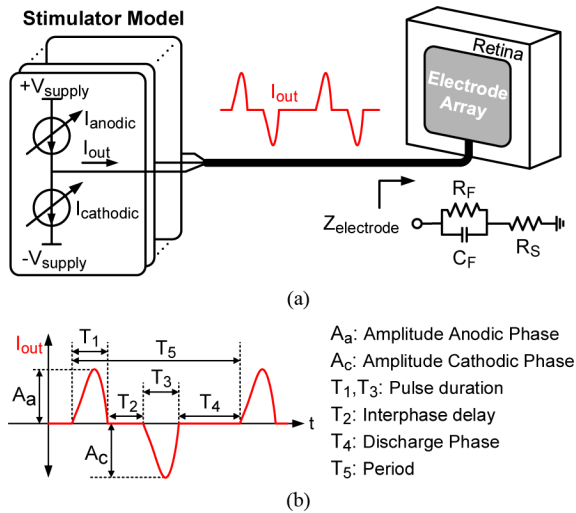 Stimulator Model
+Vsupply
Ianodic
Iout
Icathodic
-Vsupply
Iout
Retina
Electrode
Array
Zelectrode
RF
CF
RS
(a)
Iout
T1
T5
T3
Aa
T2
T4
t
Ac
Aa: Amplitude Anodic Phase
Ac: Amplitude Cathodic Phase
T1,T3: Pulse duration
T2: Interphase delay
T4: Discharge Phase
T5: Period
(b)